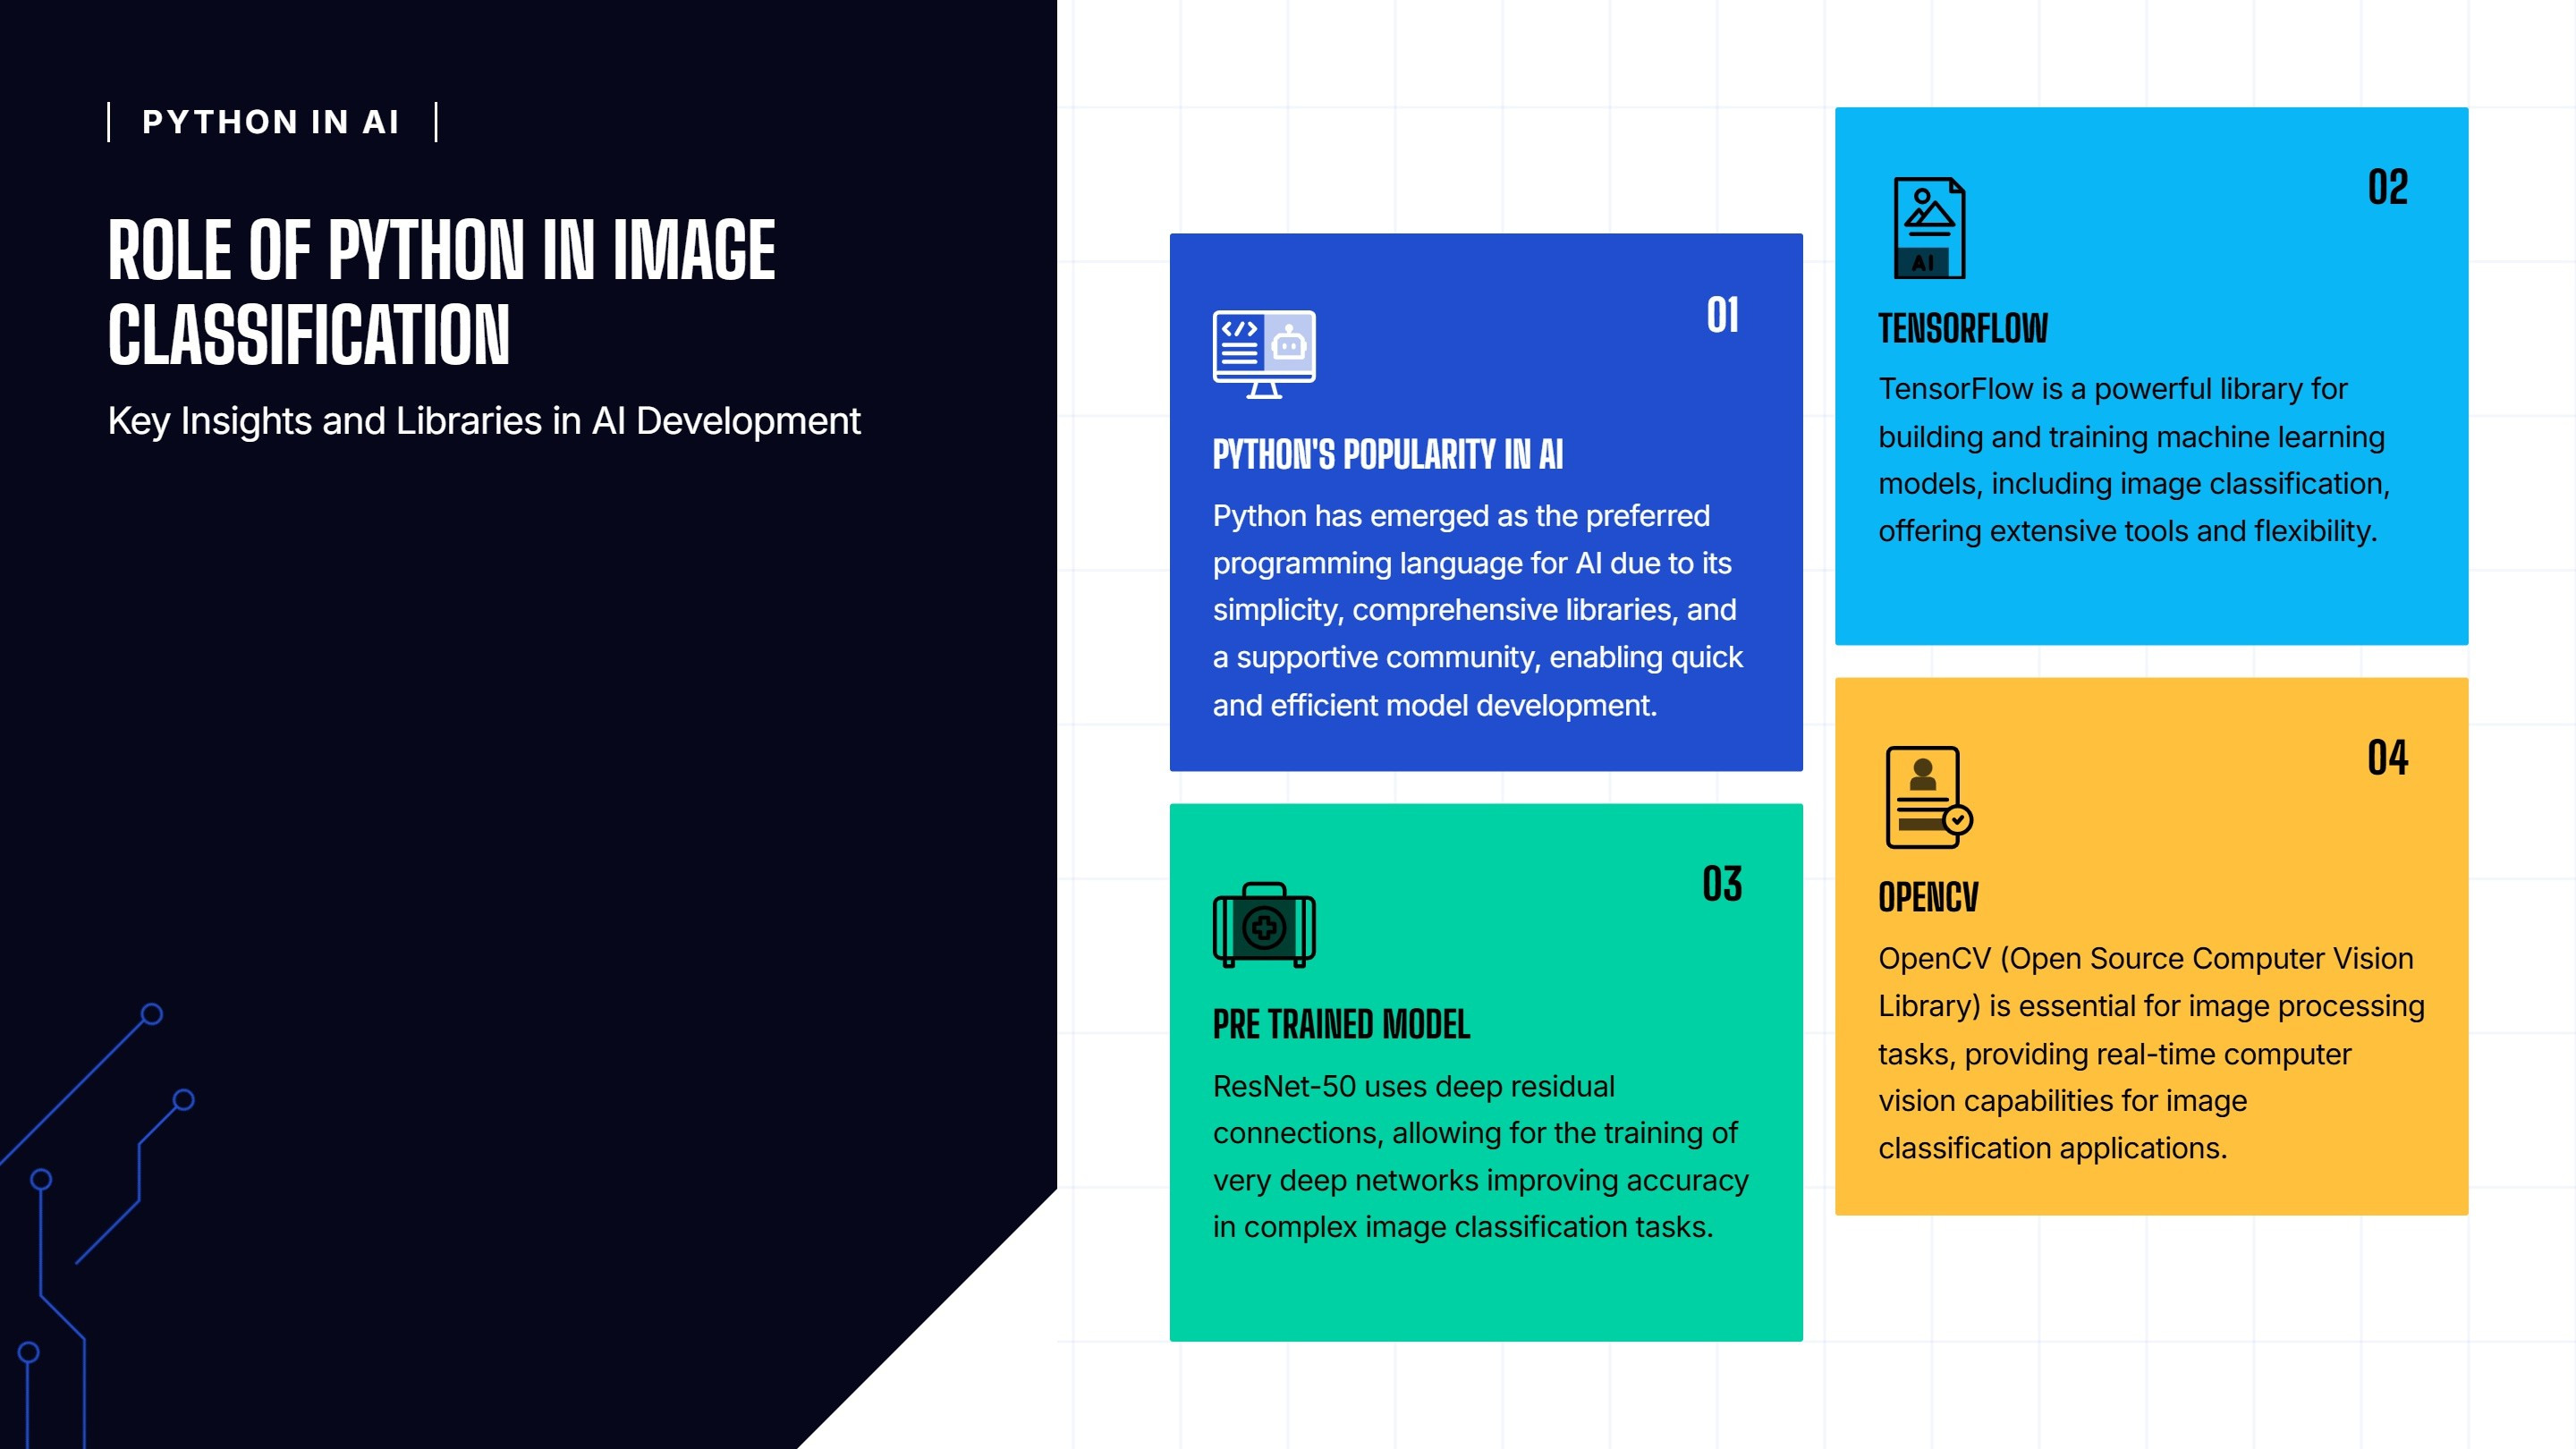 PYTHON IN AI
ROLE OF PYTHON IN IMAGE
CLASSIFICATION
Key Insights and Libraries in AI Development
01
PYTHON'S POPULARITY IN AI
Python has emerged as the preferred
programming language for AI due to its
simplicity, comprehensive libraries, and
a supportive community, enabling quick
and efficient model development.
02
AI
TENSORFLOW
TensorFlow is a powerful library for
building and training machine learning
models, including image classification,
offering extensive tools and flexibility.
03
PRE TRAINED MODEL
ResNet-50 uses deep residual
connections, allowing for the training of
very deep networks improving accuracy
in complex image classification tasks.
04
OPENCV
OpenCV (Open Source Computer Vision
Library) is essential for image processing
tasks, providing real-time computer
vision capabilities for image
classification applications.